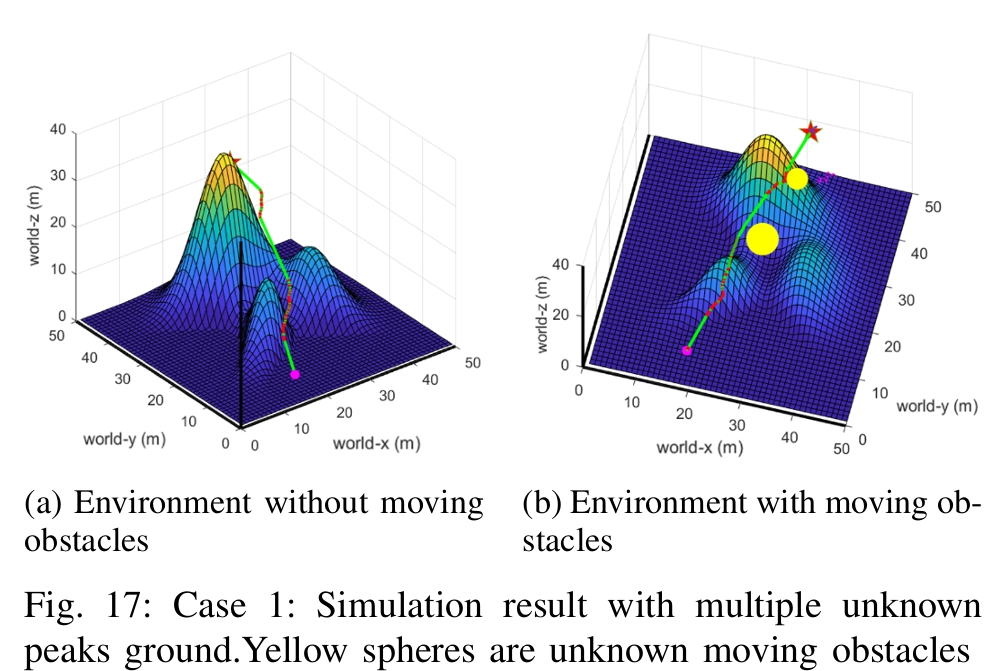 40
30
20
10
0
world-z (m)
50
40
30
20
10
0
world-y (m)
0
10
20
30
40
50
world-x (m)
40
20
0
world-z (m)
0
10
20
30
40
50
world-x (m)
50
40
30
20
10
0
world-y (m)
(a) Environment without moving
obstacles
(b) Environment with moving ob-
stacles
Fig. 17: Case 1: Simulation result with multiple unknown
peaks ground.Yellow spheres are unknown moving obstacles